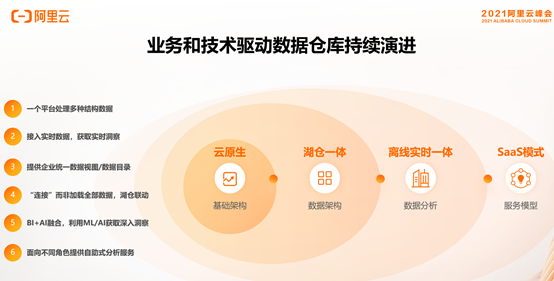 阿里云
2021阿里云峰会
2021 ALIBABA CLOUD SUMMIT
业务和技术驱动数据仓库持续演进
1 一个平台处理多种结构数据
2 接入实时数据，获取实时洞察
3 提供企业统一数据视图/数据目录
4 “连接”而非加载全部数据，湖仓联动
5 BI+AI融合，利用ML/AI获取深入洞察
6 面向不同角色提供自助式分析服务
云原生 湖仓一体 离线实时一体 SaaS模式
基础架构 数据架构 数据分析 服务模型